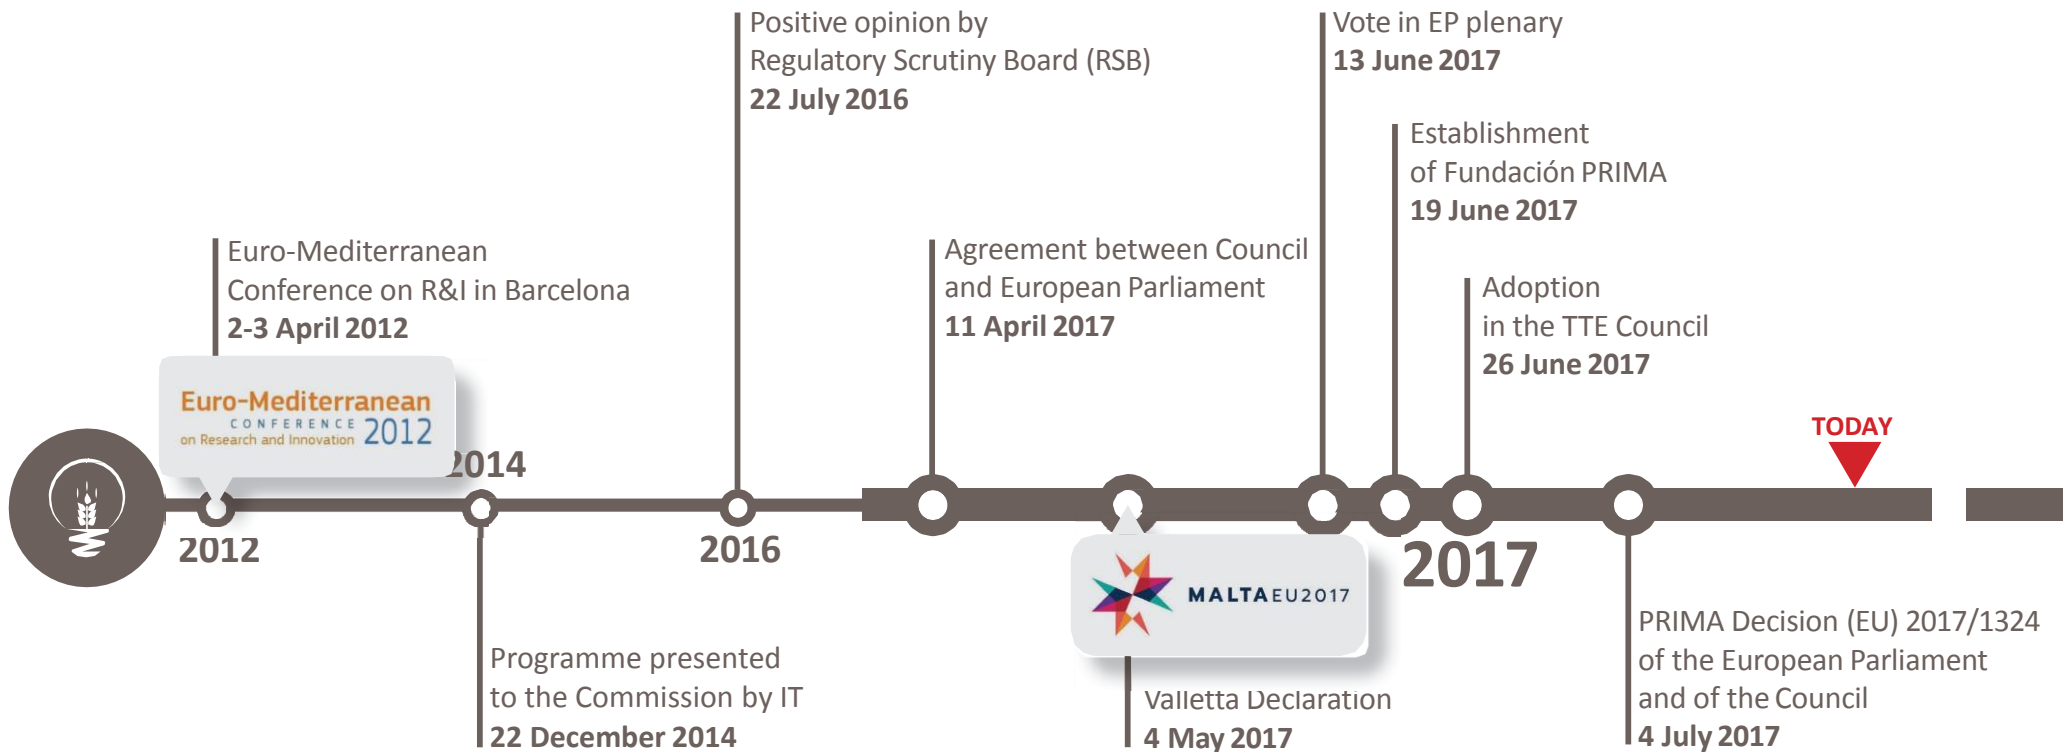 Positive opinion by
Regulatory Scrutiny Board (RSB)
22 July 2016
Vote in EP plenary
13 June 2017
Establishment
of Fundación PRIMA
19 June 2017
Euro-Mediterranean
Conference on R&I in Barcelona
2-3 April 2012
Agreement between Council
and European Parliament
11 April 2017
Adoption
in the TTE Council
26 June 2017
Euro-Mediterranean
CONFERENCE 2012
on Research and Innovation
TODAY
2014
2012
2016
2017
MALTAEU2017
Programme presented
to the Commission by IT
22 December 2014
Valletta Declaration
4 May 2017
PRIMA Decision (EU) 2017/1324
of the European Parliament
and of the Council
4 July 2017